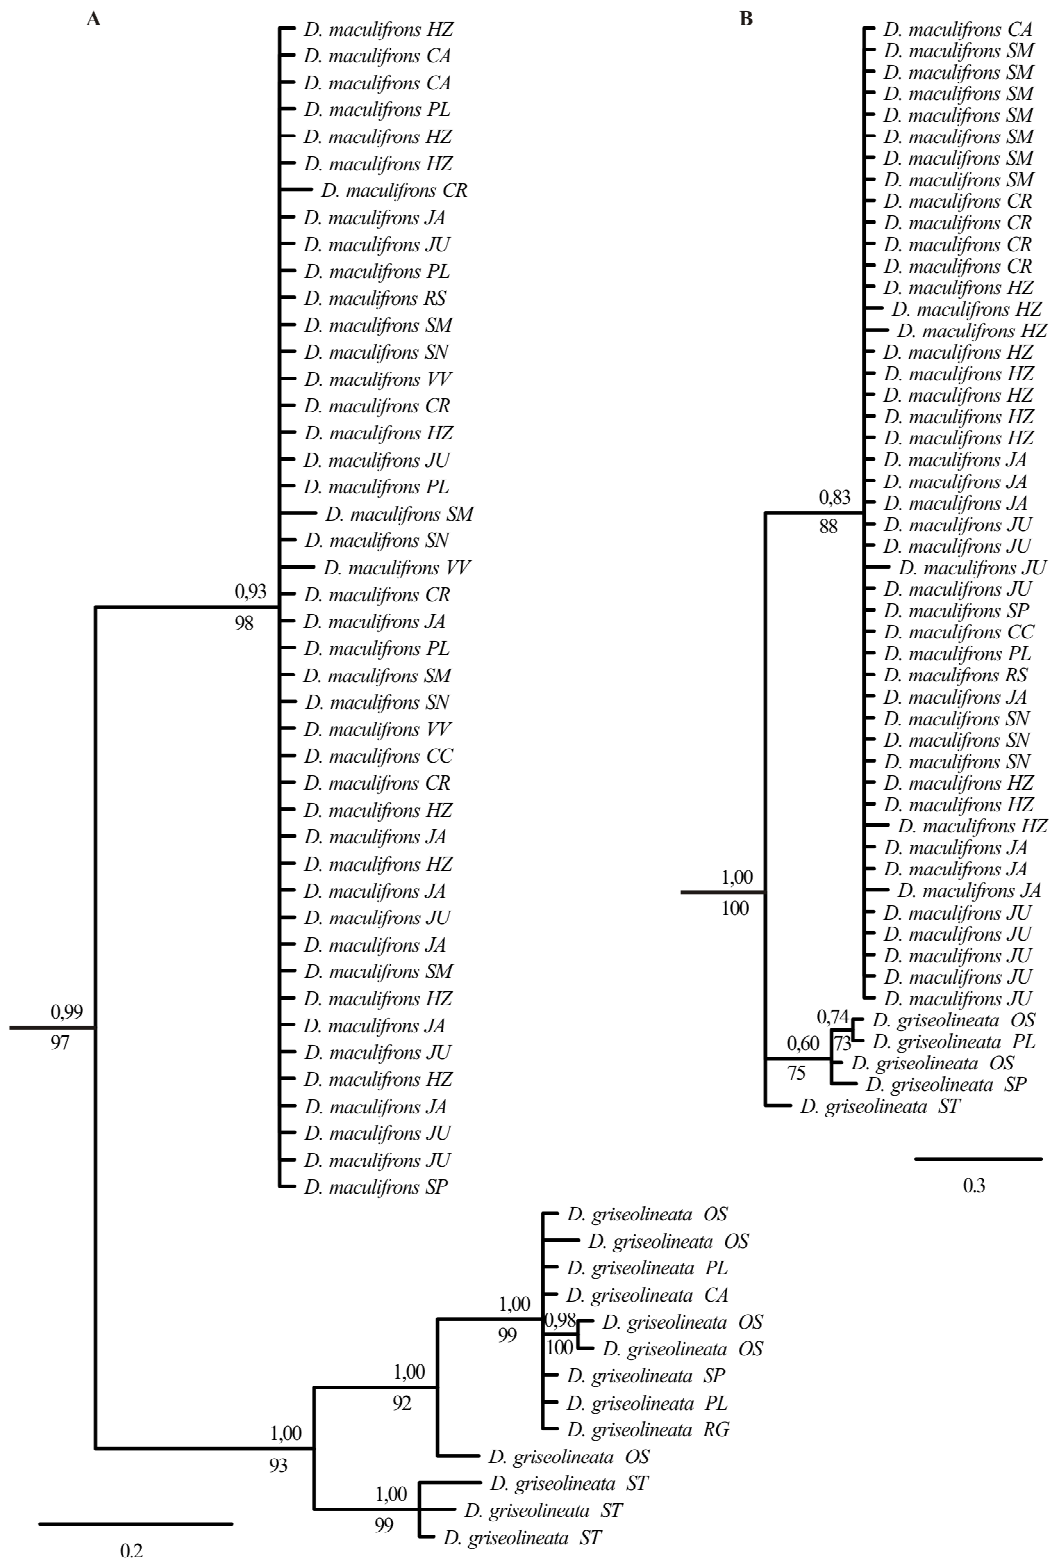 A
D. maculifrons HZ
D. maculifrons CA
D. maculifrons CA
D. maculifrons PL
D. maculifrons HZ
D. maculifrons HZ
D. maculifrons CR
D. maculifrons JA
D. maculifrons JU
D. maculifrons PL
D. maculifrons RS
D. maculifrons SM
D. maculifrons SN
D. maculifrons VV
D. maculifrons CR
D. maculifrons HZ
D. maculifrons JU
D. maculifrons PL
D. maculifrons SM
D. maculifrons SN
D. maculifrons VV
D. maculifrons CR
0,93
98
D. maculifrons JA
D. maculifrons PL
D. maculifrons SM
D. maculifrons SN
D. maculifrons VV
D. maculifrons CC
D. maculifrons CR
D. maculifrons HZ
D. maculifrons JA
D. maculifrons HZ
D. maculifrons JA
D. maculifrons JU
D. maculifrons JA
D. maculifrons SM
D. maculifrons HZ
0,99
97
D. maculifrons JA
D. maculifrons JU
D. maculifrons HZ
D. maculifrons JA
D. maculifrons JU
D. maculifrons JU
D. maculifrons SP
D. griseolineata OS
D. griseolineata OS
D. griseolineata PL
D. griseolineata CA
1,00
99
0,98
100
D. griseolineata OS
D. griseolineata OS
D. griseolineata SP
1,00
92
D. griseolineata PL
D. griseolineata RG
1,00
93
D. griseolineata OS
D. griseolineata ST
1,00
99
D. griseolineata ST
D. griseolineata ST
0.2
B
D. maculifrons CA
D. maculifrons SM
D. maculifrons SM
D. maculifrons SM
D. maculifrons SM
D. maculifrons SM
D. maculifrons SM
D. maculifrons SM
D. maculifrons CR
D. maculifrons CR
D. maculifrons CR
D. maculifrons CR
D. maculifrons HZ
D. maculifrons HZ
D. maculifrons HZ
D. maculifrons HZ
D. maculifrons HZ
D. maculifrons HZ
D. maculifrons HZ
D. maculifrons HZ
D. maculifrons JA
D. maculifrons JA
D. maculifrons JA
0,83
88
D. maculifrons JU
D. maculifrons JU
D. maculifrons JU
D. maculifrons JU
D. maculifrons SP
D. maculifrons CC
D. maculifrons PL
D. maculifrons RS
D. maculifrons JA
D. maculifrons SN
D. maculifrons SN
D. maculifrons SN
D. maculifrons HZ
D. maculifrons HZ
D. maculifrons HZ
D. maculifrons JA
D. maculifrons JA
D. maculifrons JA
1,00
100
D. maculifrons JU
D. maculifrons JU
D. maculifrons JU
D. maculifrons JU
D. maculifrons JU
0,74
73
D. griseolineata OS
D. griseolineata PL
0,60
75
D. griseolineata OS
D. griseolineata SP
D. griseolineata ST
0.3